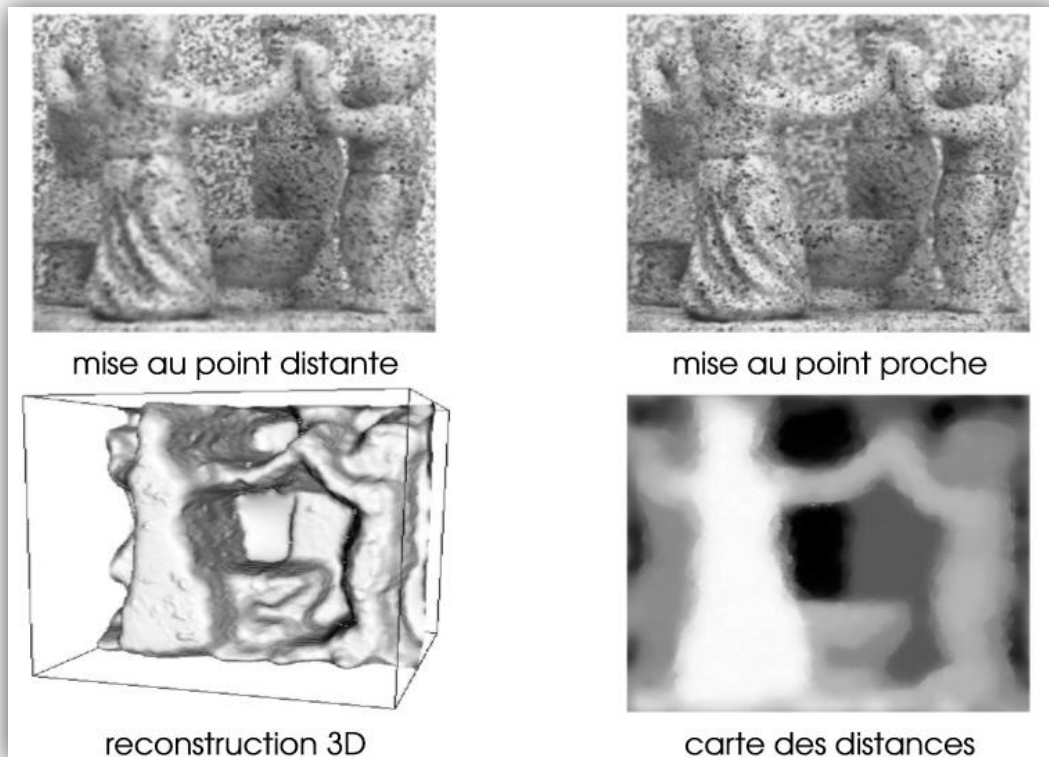 mise au point distante
mise au point proche
reconstruction 3D
carte des distances